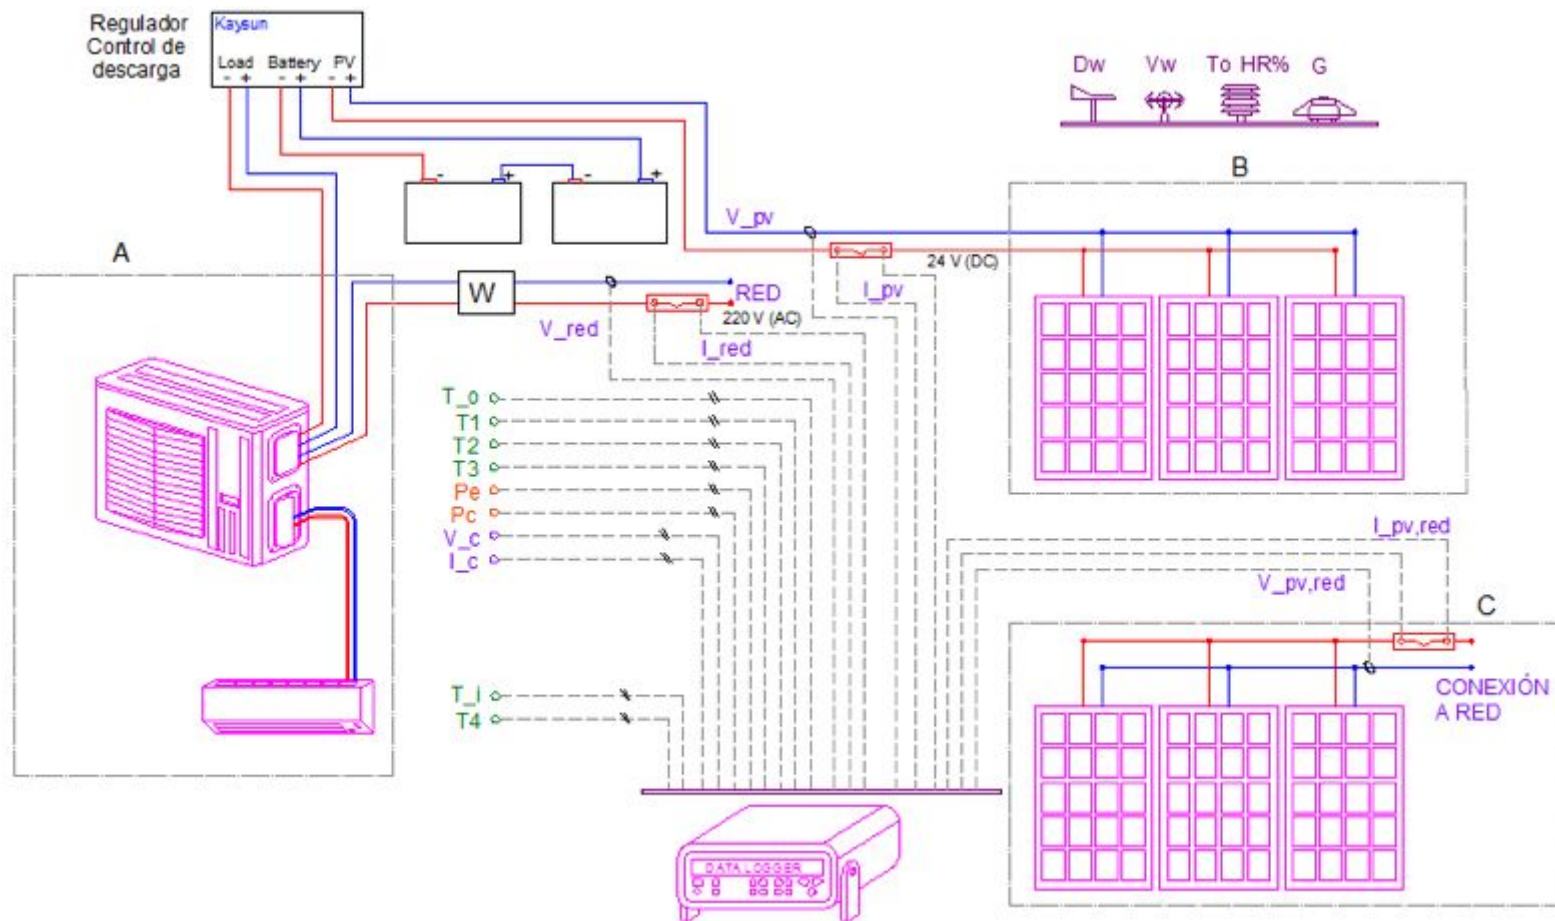 Regulador
Control de
descarga
Kaysun
Load Battery PV
- + - + - +
Dw Vw To HR% G
B
- + - +
V_pv
A
24 V (DC)
I_pv
W
RED
220 V (AC)
V_red
I_red
T_o
T1
T2
T3
Pe
Pc
V_c
I_c
I_pv,red
V_pv,red
C
T_i
T4
CONEXIÓN
A RED
DATA LOGGER